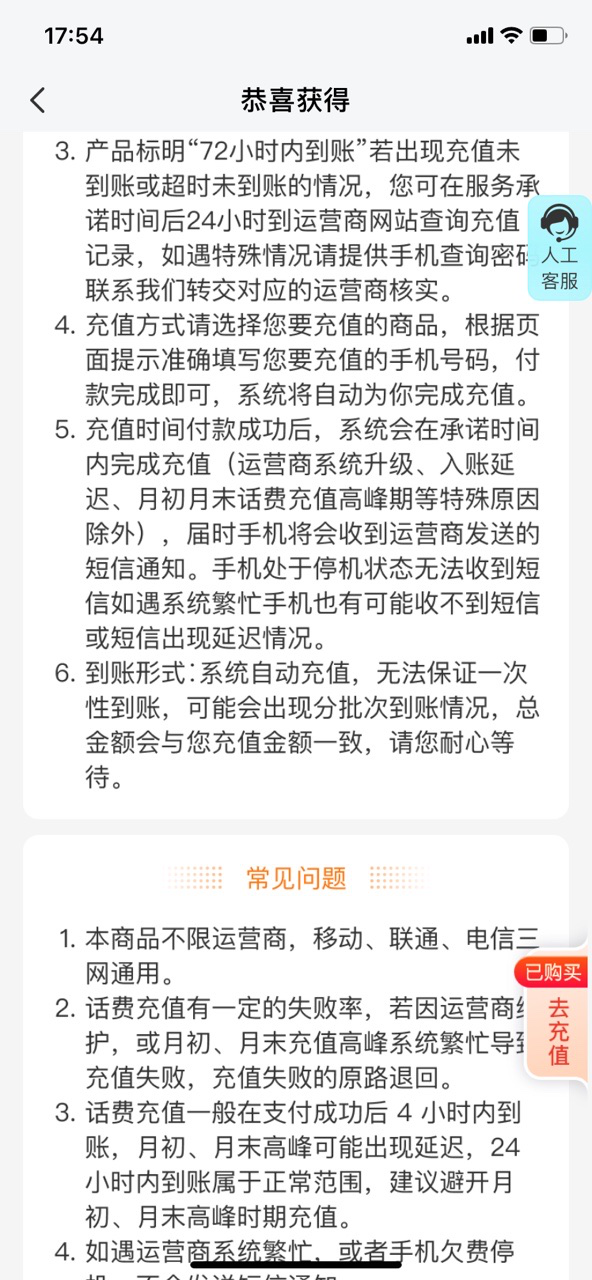 17:54
恭喜获得
3. 产品标明“72小时内到账”若出现充值未
到账或超时未到账的情况，您可在服务承
诺时间后24小时到运营商网站查询充值
记录，如遇特殊情况请提供手机查询密码
联系我们转交对应的运营商核实。
人工
客服
4. 充值方式请选择您要充值的商品，根据页
面提示准确填写您要充值的手机号码，付
款完成即可，系统将自动为你完成充值。
5. 充值时间付款成功后，系统会在承诺时间
内完成充值（运营商系统升级、入账延
迟、月初月末话费充值高峰期等特殊原因
除外），届时手机将会收到运营商发送的
短信通知。手机处于停机状态无法收到短
信如遇系统繁忙手机也有可能收不到短信
或短信出现延迟情况。
6. 到账形式:系统自动充值，无法保证一次
性到账，可能会出现分批次到账情况，总
金额会与您充值金额一致，请您耐心等
待。
常见问题
1. 本商品不限运营商，移动、联通、电信三
网通用。
2. 话费充值有一定的失败率，若因运营商维
护，或月初、月末充值高峰系统繁忙导致
充值失败，充值失败的原路退回。
已购买
去
充
值
3. 话费充值一般在支付成功后 4 小时内到
账，月初、月末高峰可能出现延迟，24
小时内到账属于正常范围，建议避开月
初、月末高峰时期充值。
4. 如遇运营商系统繁忙，或者手机欠费停